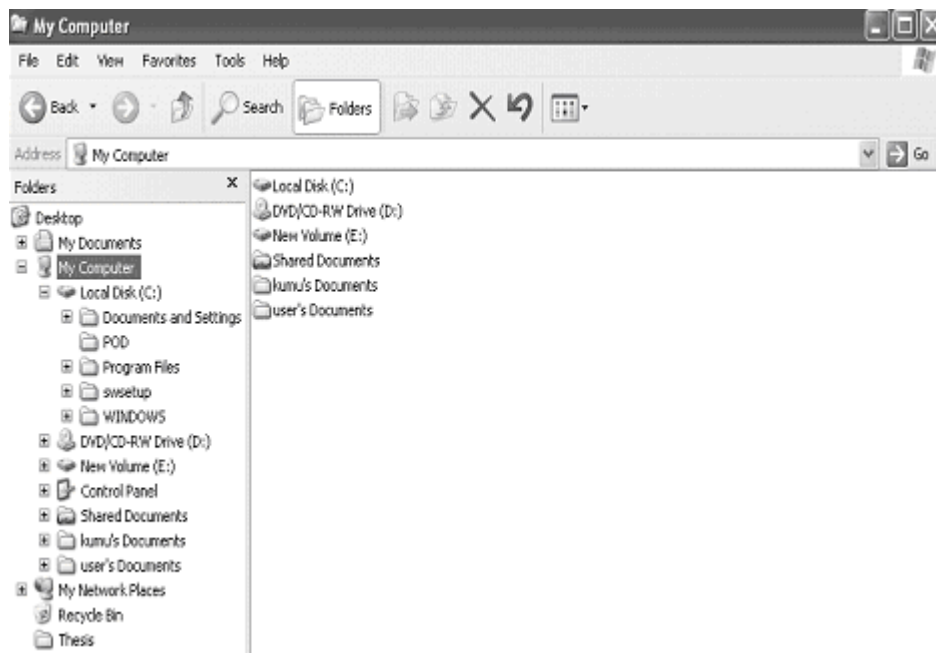 My Computer
File Edit View Favorites Tools Help
Back Search Folders
Address My Computer Go
Folders x
Desktop
My Documents
My Computer
Local Disk (C:)
Documents and Settings
POD
Program Files
swsetup
WINDOWS
DVD/CD-RW Drive (D:)
New Volume (E:)
Control Panel
Shared Documents
kumu's Documents
user's Documents
My Network Places
Recycle Bin
Thesis
Local Disk (C:)
DVD/CD-RW Drive (D:)
New Volume (E:)
Shared Documents
kumu's Documents
user's Documents